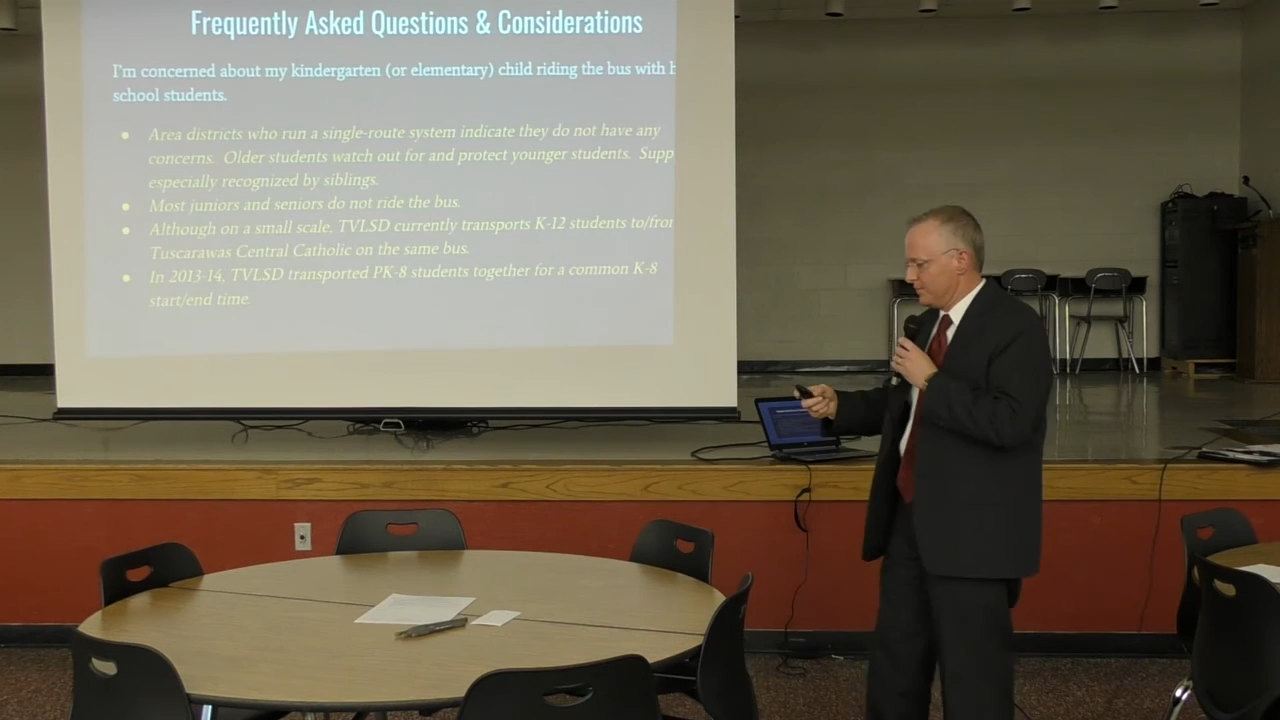 Frequently Asked Questions & Considerations
I'm concerned about my kindergarten (or elementary) child riding the bus with
school students.
Area districts who run a single-route system indicate they do not have any
concerns. Older students watch out for and protect younger students. Supp
especially recognized by siblings.
Most juniors and seniors do not ride the bus.
Although on a small scale, TVLSD currently transports K-12 students to/from
Tuscarawas Central Catholic on the same bus.
In 2013-14, TVLSD transported PK-8 students together for a common K-8
start/end time.